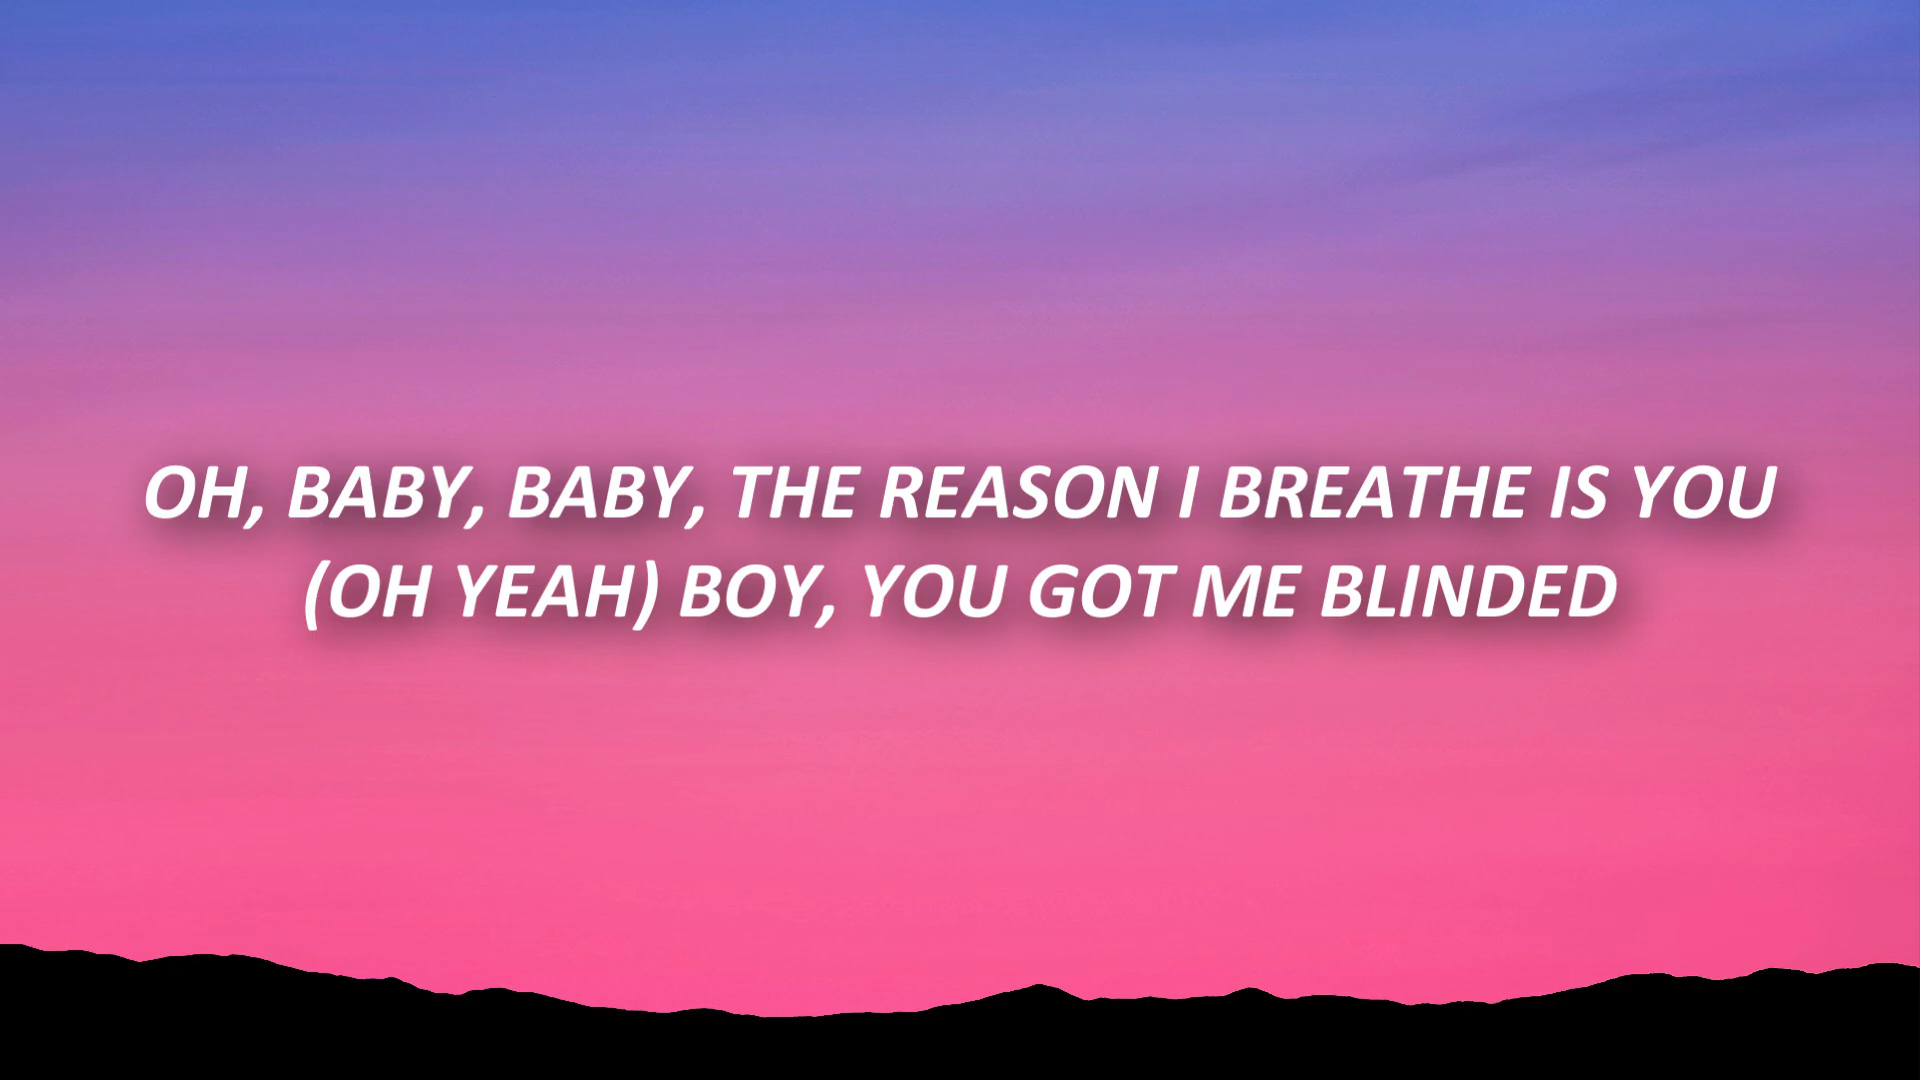 OH, BABY, BABY, THE REASON I BREATHE IS YOU
(OH YEAH) BOY, YOU GOT ME BLINDED